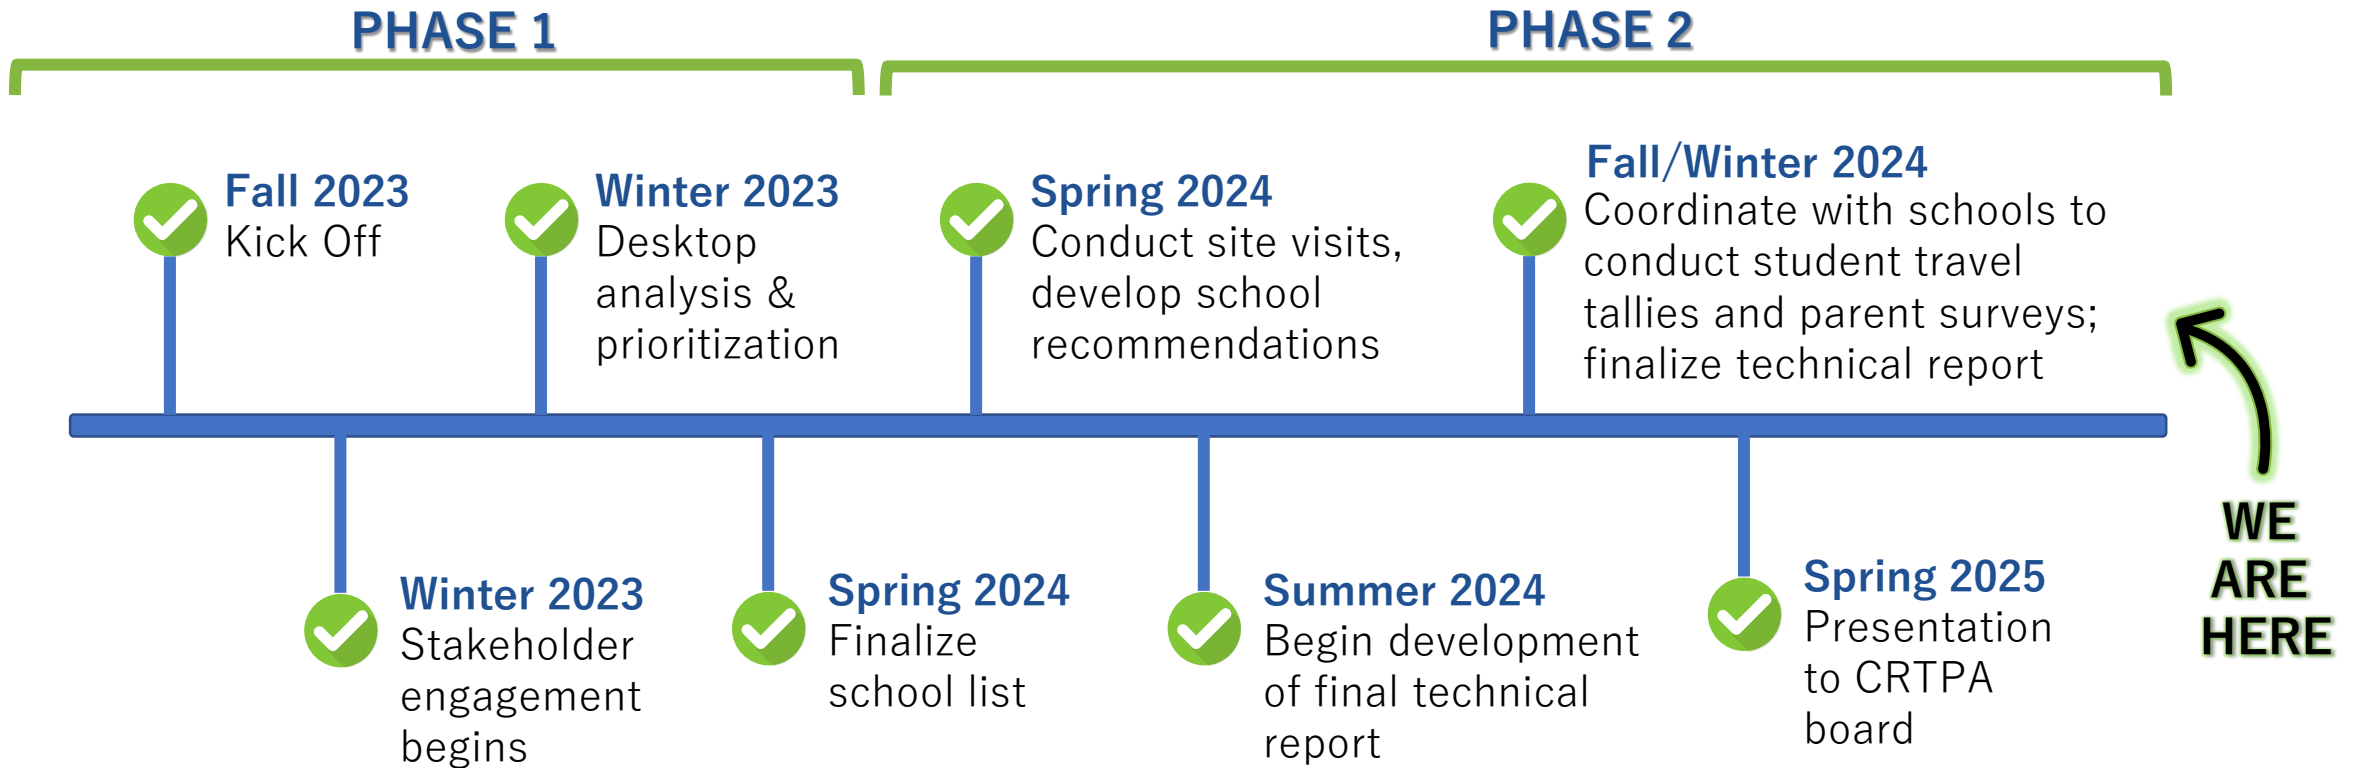 PHASE 1
PHASE 2
Fall 2023
Kick Off
Winter 2023
Desktop
analysis &
prioritization
Spring 2024
Conduct site visits,
develop school
recommendations
Fall/Winter 2024
Coordinate with schools to
conduct student travel
tallies and parent surveys;
finalize technical report
Winter 2023
Stakeholder
engagement
begins
Spring 2024
Finalize
school list
Summer 2024
Begin development
of final technical
report
Spring 2025
Presentation
to CRTPA
board
WE
ARE
HERE